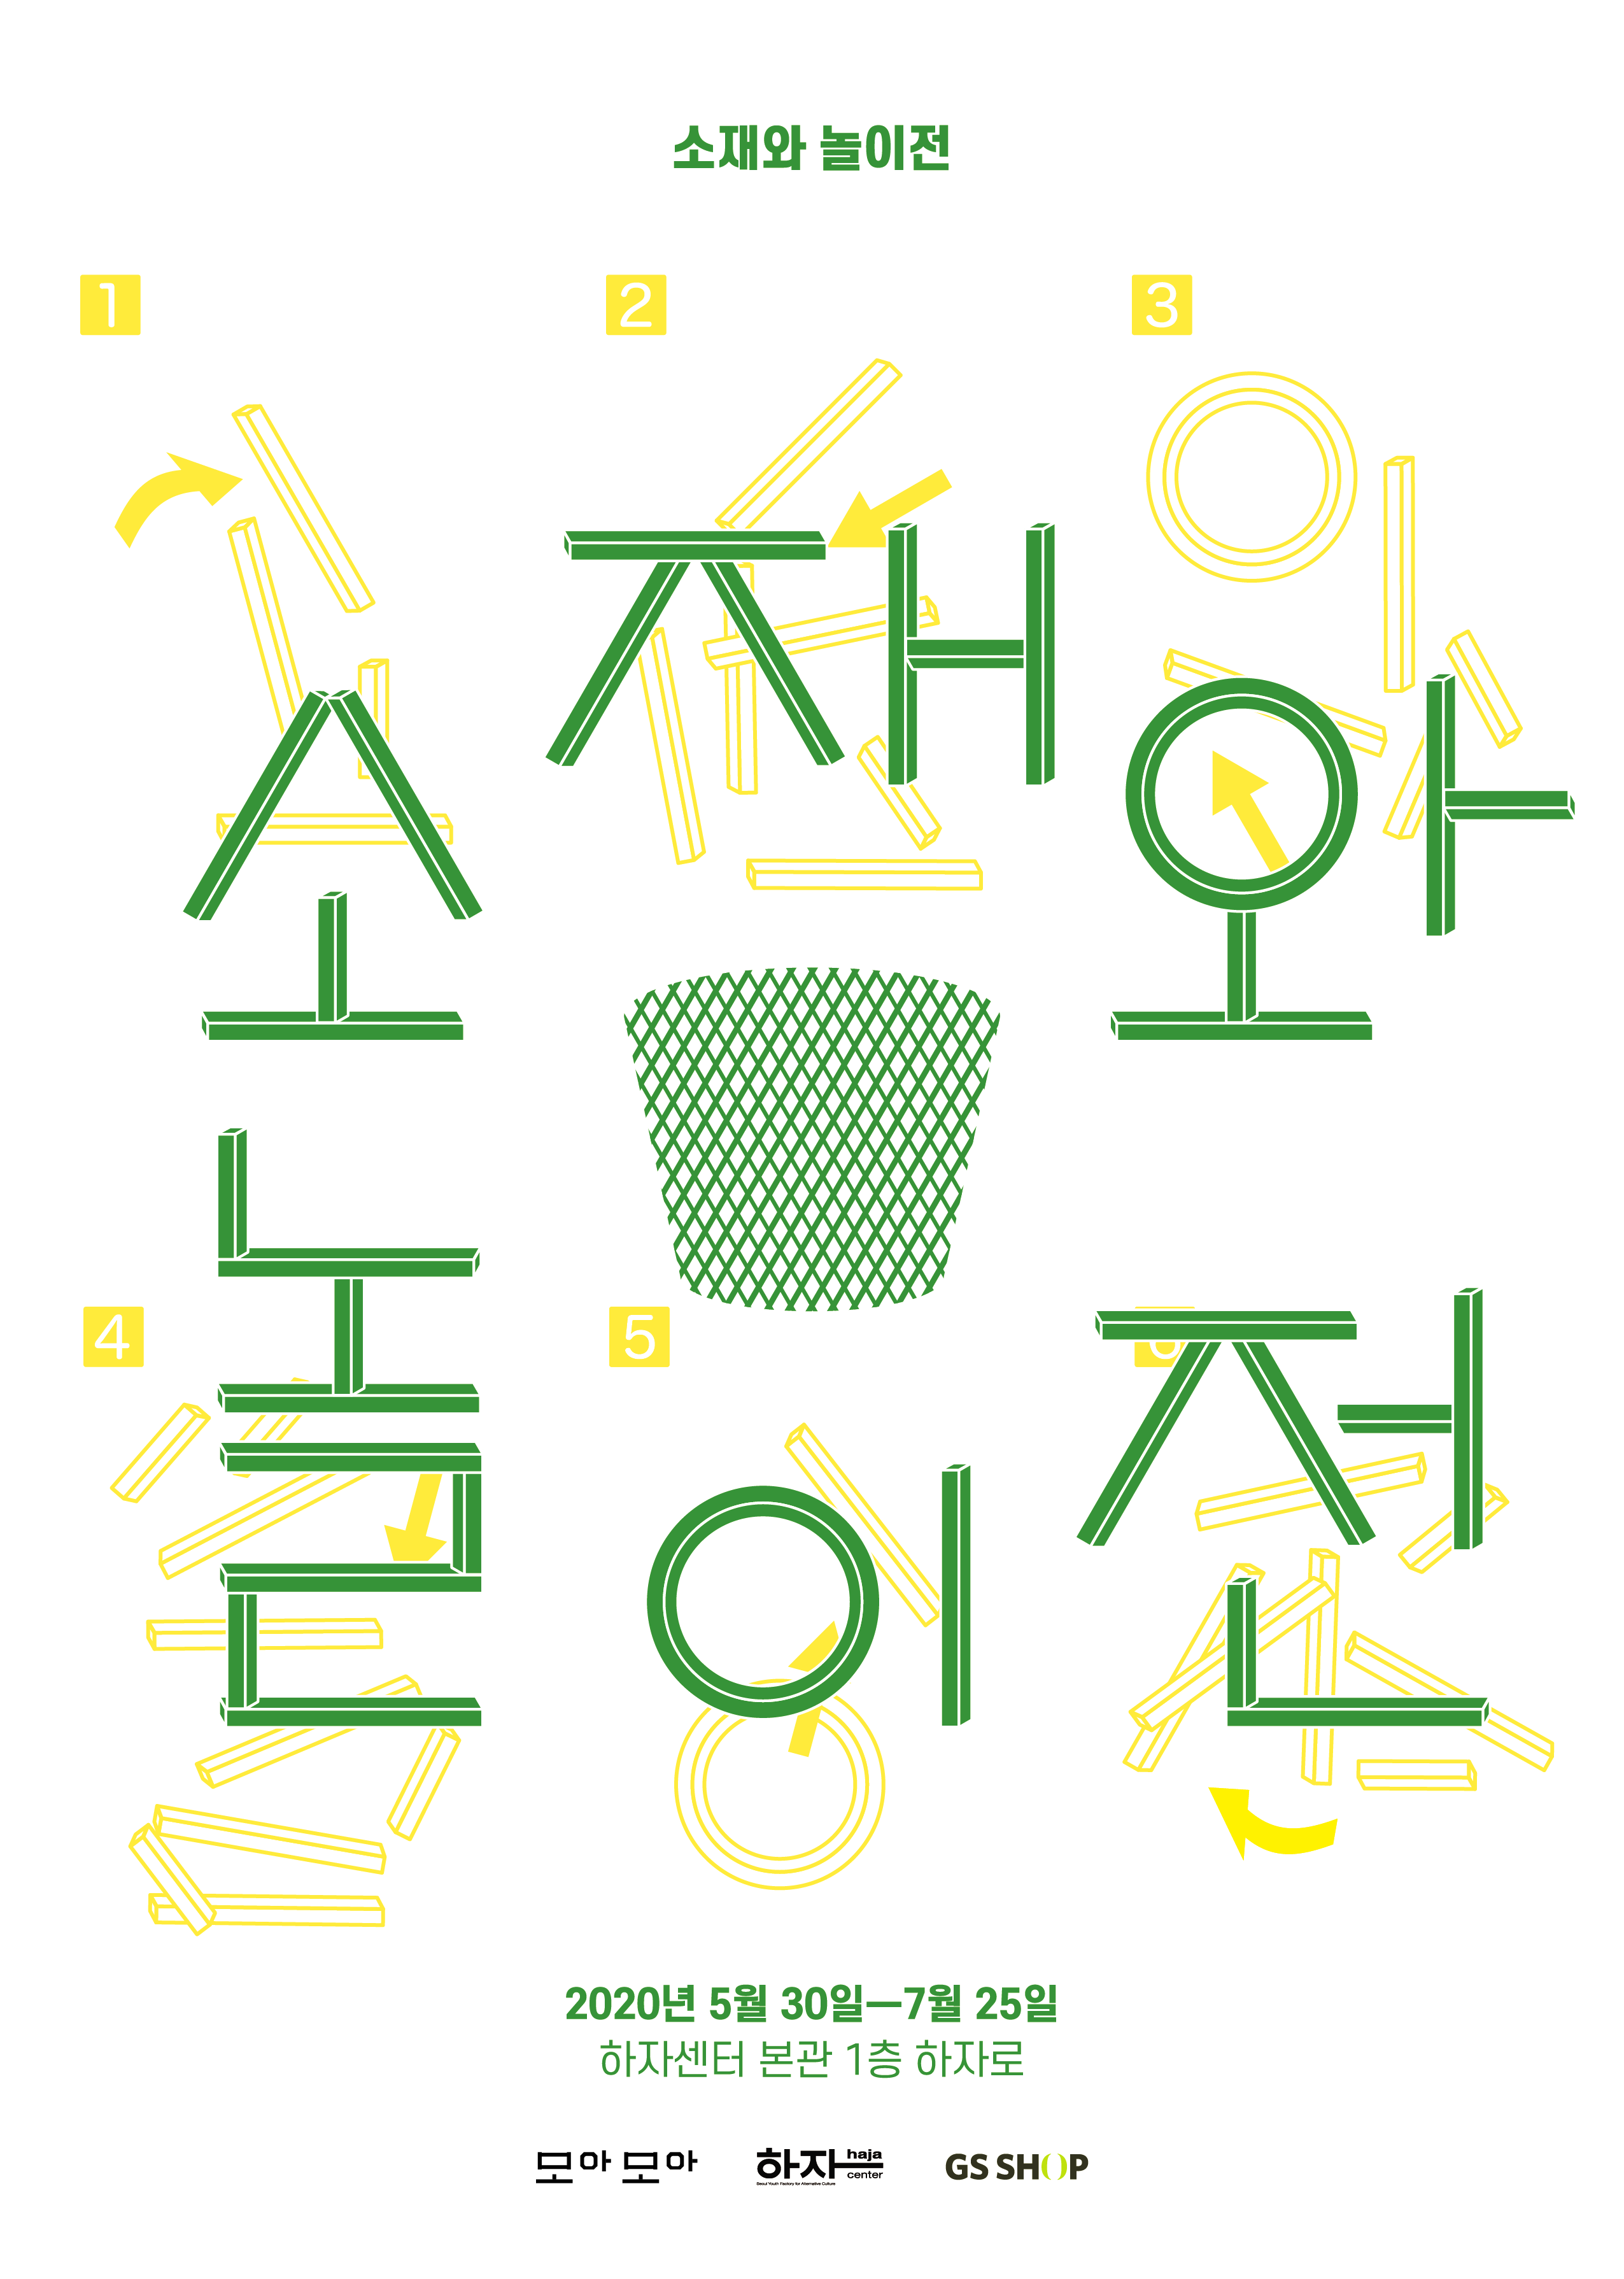 소재와 놀이전
1
2
3
소
재
와
놀
4
5
6
이
전
2020년 5월 30일—7월 25일
하자센터 본관 1층 하자로
모아모아
하자 haja center
Seoul Youth Factory for Alternative Culture
GS SHOP